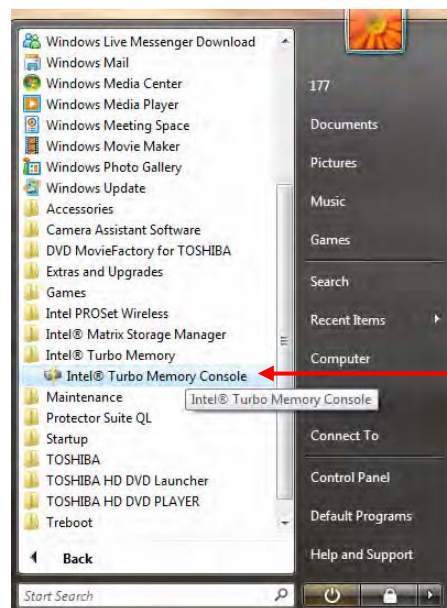 Windows Live Messenger Download
Windows Mail
Windows Media Center
Windows Media Player
Windows Meeting Space
Windows Movie Maker
Windows Photo Gallery
Windows Update
Accessories
Camera Assistant Software
DVD MovieFactory for TOSHIBA
Extras and Upgrades
Games
Intel PROSet Wireless
Intel® Matrix Storage Manager
Intel® Turbo Memory
Intel® Turbo Memory Console
Maintenance
Intel® Turbo Memory Console
Protector Suite QL
Startup
TOSHIBA
TOSHIBA HD DVD Launcher
TOSHIBA HD DVD PLAYER
Treboot
Back
Start Search
177
Documents
Pictures
Music
Games
Search
Recent Items
Computer
Connect To
Control Panel
Default Programs
Help and Support